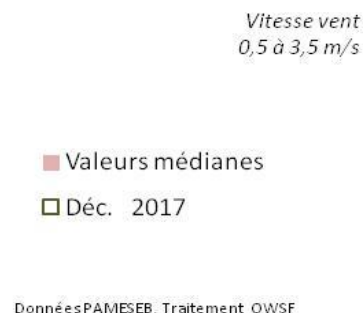 Vitesse vent
0,5 à 3,5 m/s
Valeurs médianes
Déc. 2017
Données PAMESEB. Traitement OWSF